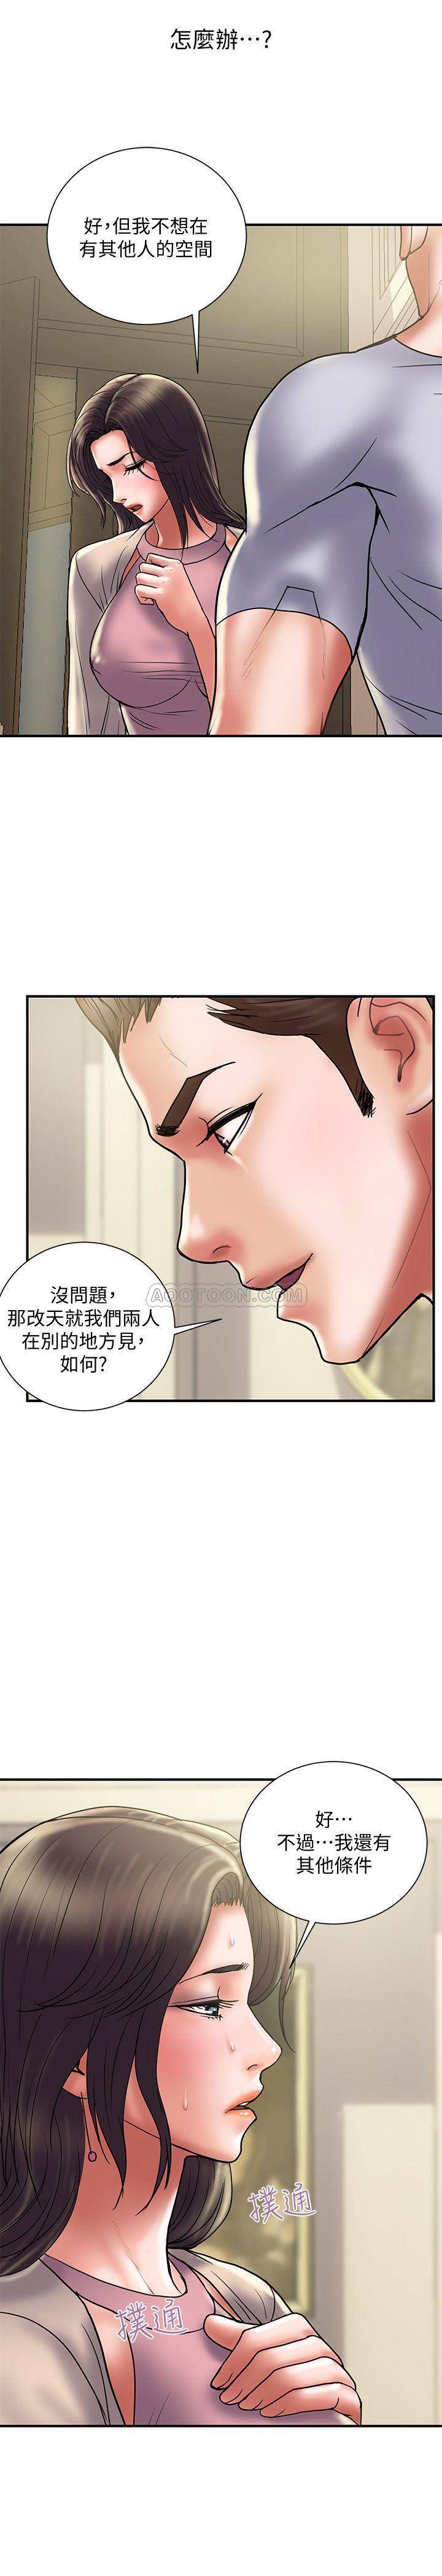 怎麼辦…?
好,但我不想在
有其他人的空間
沒問題,
那改天就我們兩人
在別的地方見,
如何?
AQOTOON.COM
好…
不過…我還有
其他條件
撲通
撲通